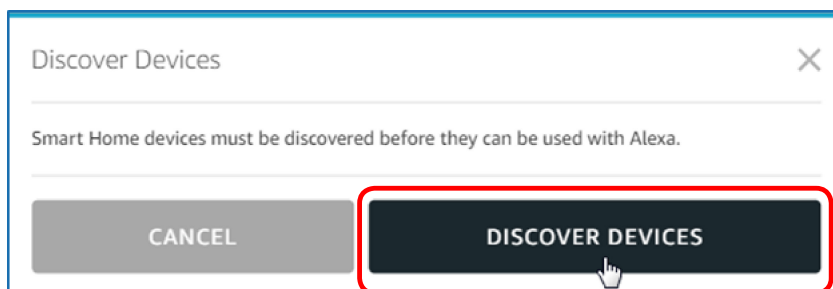 Discover Devices
Smart Home devices must be discovered before they can be used with Alexa.
CANCEL
DISCOVER DEVICES